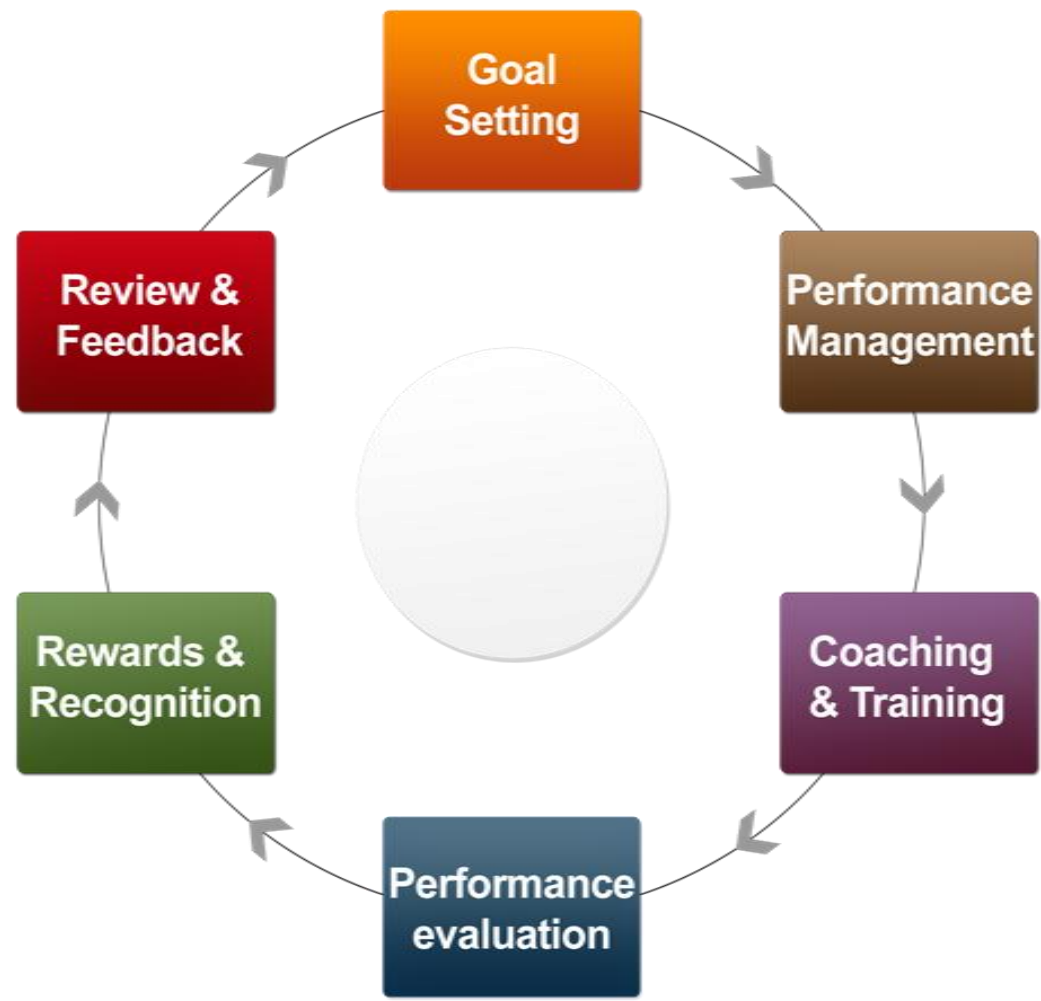 Goal
Setting
Performance
Management
Coaching
& Training
Performance
evaluation
Rewards &
Recognition
Review &
Feedback